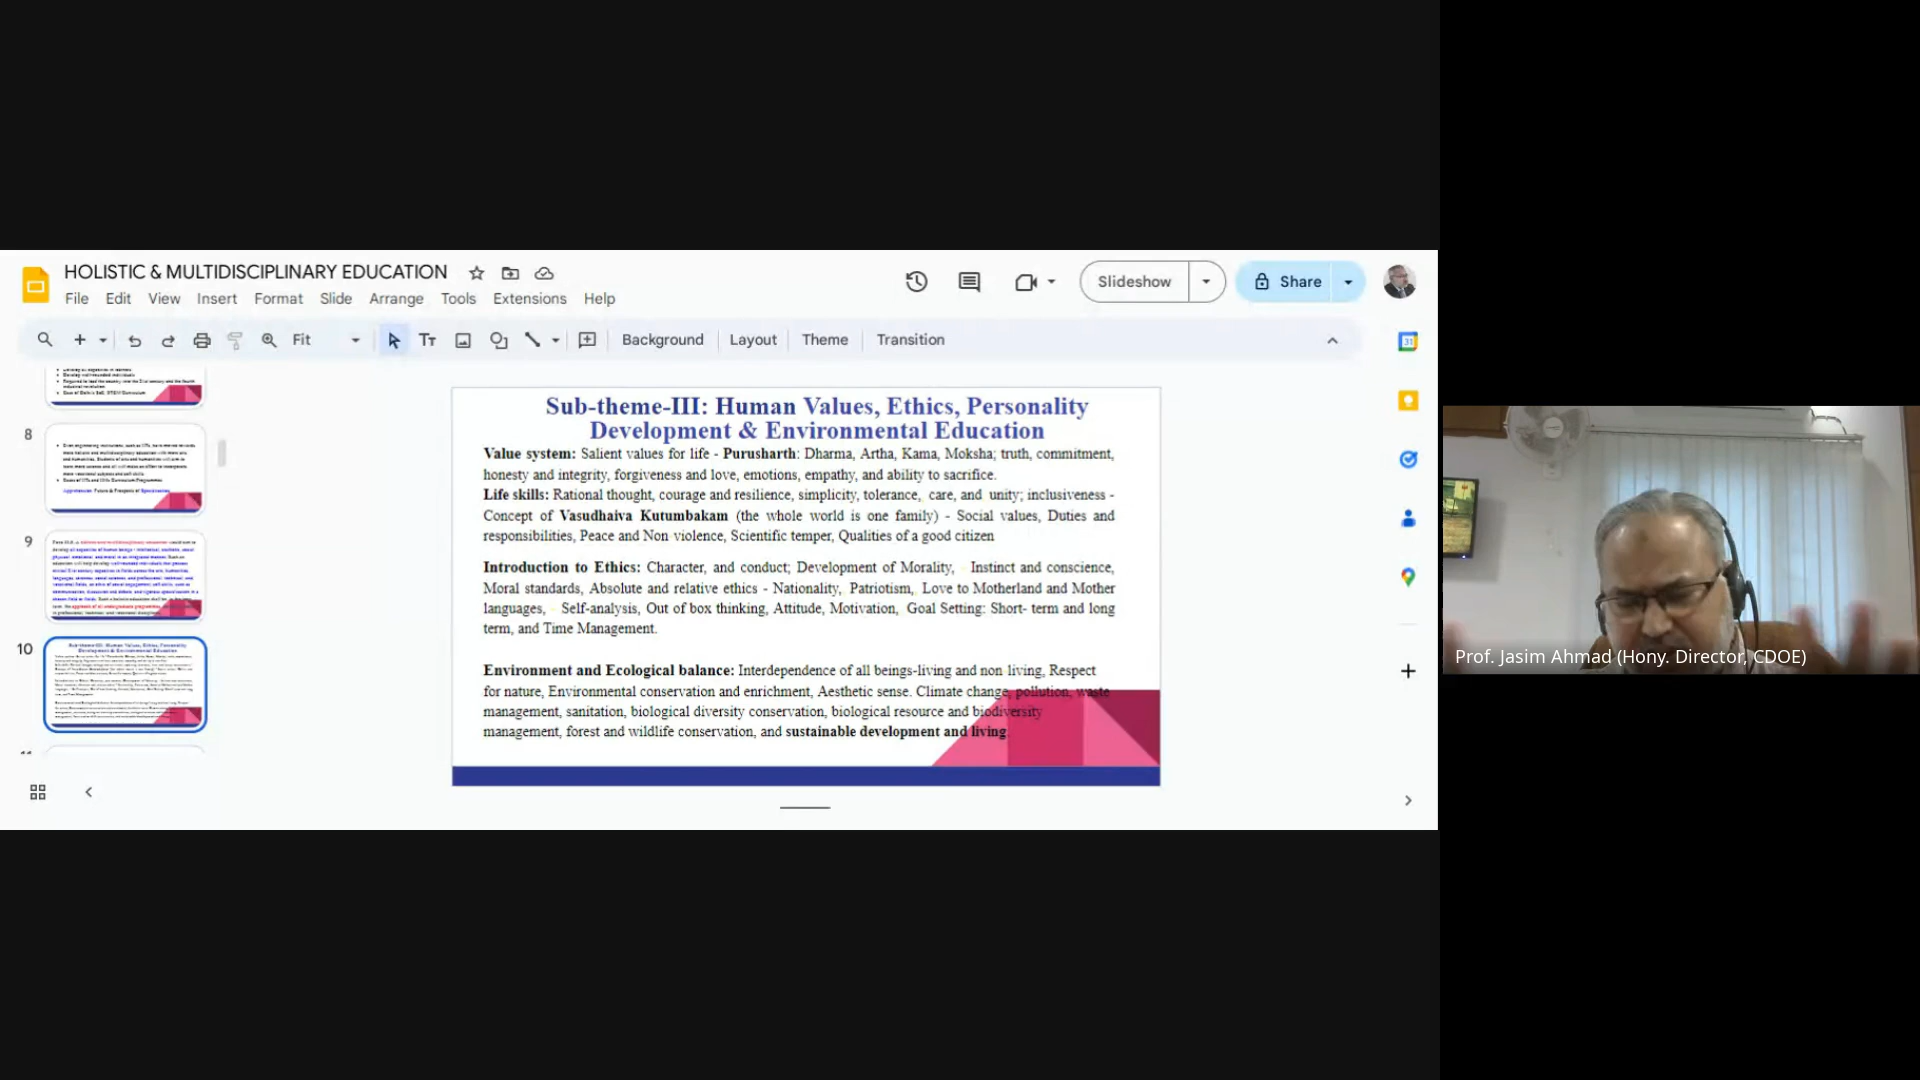 HOLISTIC & MULTIDISCIPLINARY EDUCATION
File Edit View Insert Format Slide Arrange Tools Extensions Help
Slideshow
Share
Fit
Background Layout Theme Transition
31
8
9
10
Sub-theme-III: Human Values, Ethics, Personality
Development & Environmental Education
Value system: Salient values for life - Purusharth: Dharma, Artha, Kama, Moksha; truth, commitment,
honesty and integrity, forgiveness and love, emotions, empathy, and ability to sacrifice.
Life skills: Rational thought, courage and resilience, simplicity, tolerance, care, and unity; inclusiveness -
Concept of Vasudhaiva Kutumbakam (the whole world is one family) - Social values, Duties and
responsibilities, Peace and Non violence, Scientific temper, Qualities of a good citizen
Introduction to Ethics: Character, and conduct; Development of Morality, Instinct and conscience,
Moral standards, Absolute and relative ethics - Nationality, Patriotism, Love to Motherland and Mother
languages, Self-analysis, Out of box thinking, Attitude, Motivation, Goal Setting: Short- term and long
term, and Time Management.
Environment and Ecological balance: Interdependence of all beings-living and non living, Respect
for nature, Environmental conservation and enrichment, Aesthetic sense. Climate change, pollution, waste
management, sanitation, biological diversity conservation, biological resource and biodiversity
management, forest and wildlife conservation, and sustainable development and living.
Prof. Jasim Ahmad (Hony. Director, CDOE)